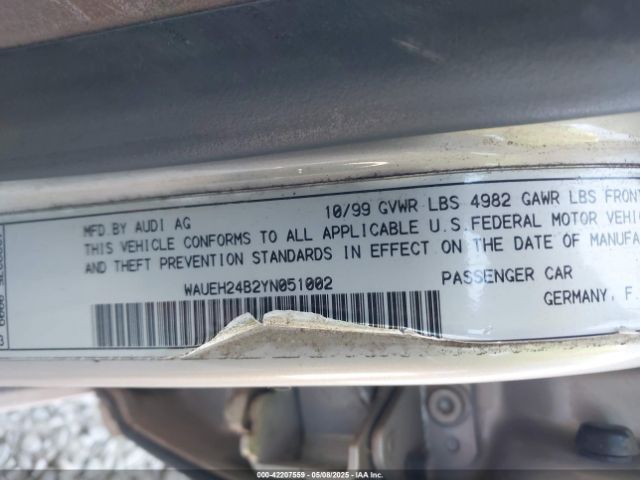 MFD.BY AUDI AG 10/99 GVWR LBS 4982 GAWR LBS FRONT
THIS VEHICLE CONFORMS TO ALL APPLICABLE U.S.FEDERAL MOTOR VEHI
AND THEFT PREVENTION STANDARDS IN EFFECT ON THE DATE OF MANUFA
WAUEH24B2YN051002 PASSENGER CAR
GERMANY, F.
000-42207559 - 05/08/2025 -